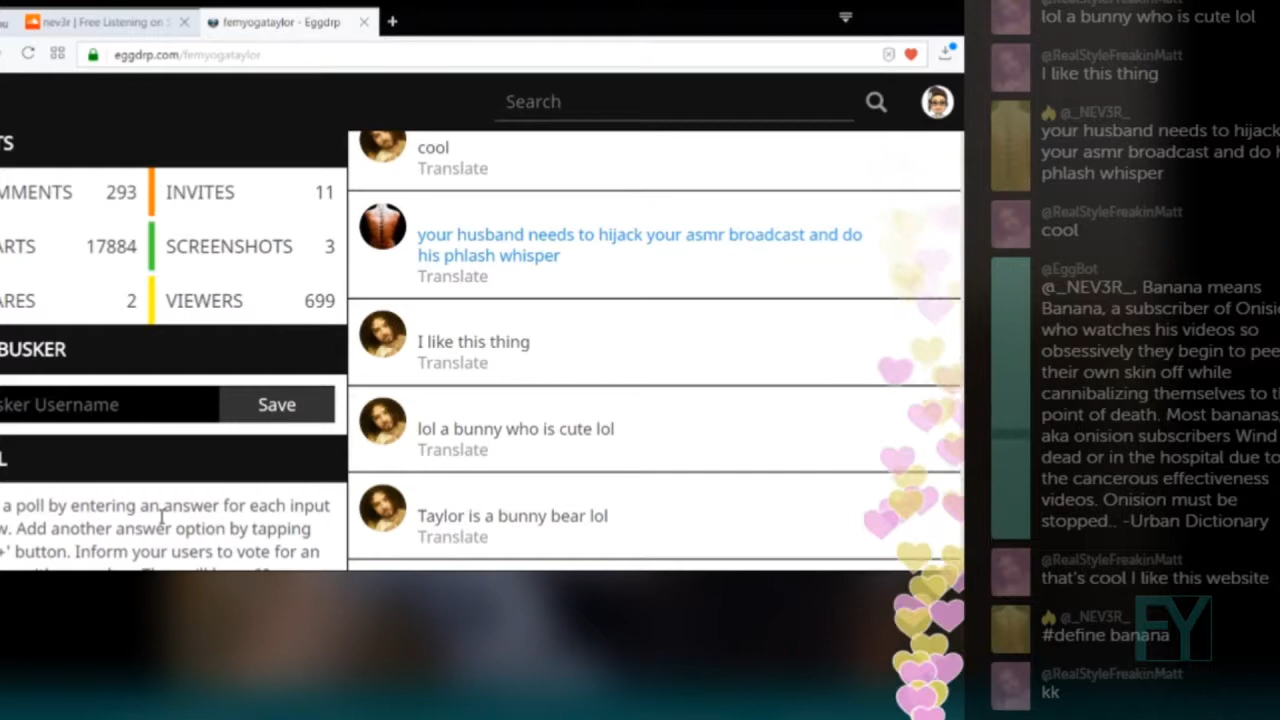 nev3r | Free Listening on S
femyogataylor - Eggdrp
eggdrp.com/femyogataylor
Search
TS
MMENTS 293
INVITES 11
ARTS 17884
SCREENSHOTS 3
ARES 2
VIEWERS 699
BUSKER
sker Username
Save
L
a poll by entering an answer for each input
w. Add another answer option by tapping
+' button. Inform your users to vote for an
cool
Translate
your husband needs to hijack your asmr broadcast and do
his phlash whisper
Translate
I like this thing
Translate
lol a bunny who is cute lol
Translate
Taylor is a bunny bear lol
Translate
lol a bunny who is cute lol
@RealStyleFreakinMatt
I like this thing
@_NEV3R_
your husband needs to hijack
your asmr broadcast and do h
phlash whisper
@RealStyleFreakinMatt
cool
@EggBot
@_NEV3R_, Banana means
Banana, a subscriber of Onisio
who watches his videos so
obsessively they begin to pee
their own skin off while
cannibalizing themselves to th
point of death. Most bananas,
aka onision subscribers Wind
dead or in the hospital due to
the cancerous effectiveness
videos. Onision must be
stopped.. -Urban Dictionary
@RealStyleFreakinMatt
that's cool I like this website
@_NEV3R_
#define banana
FY
@RealStyleFreakinMatt
kk